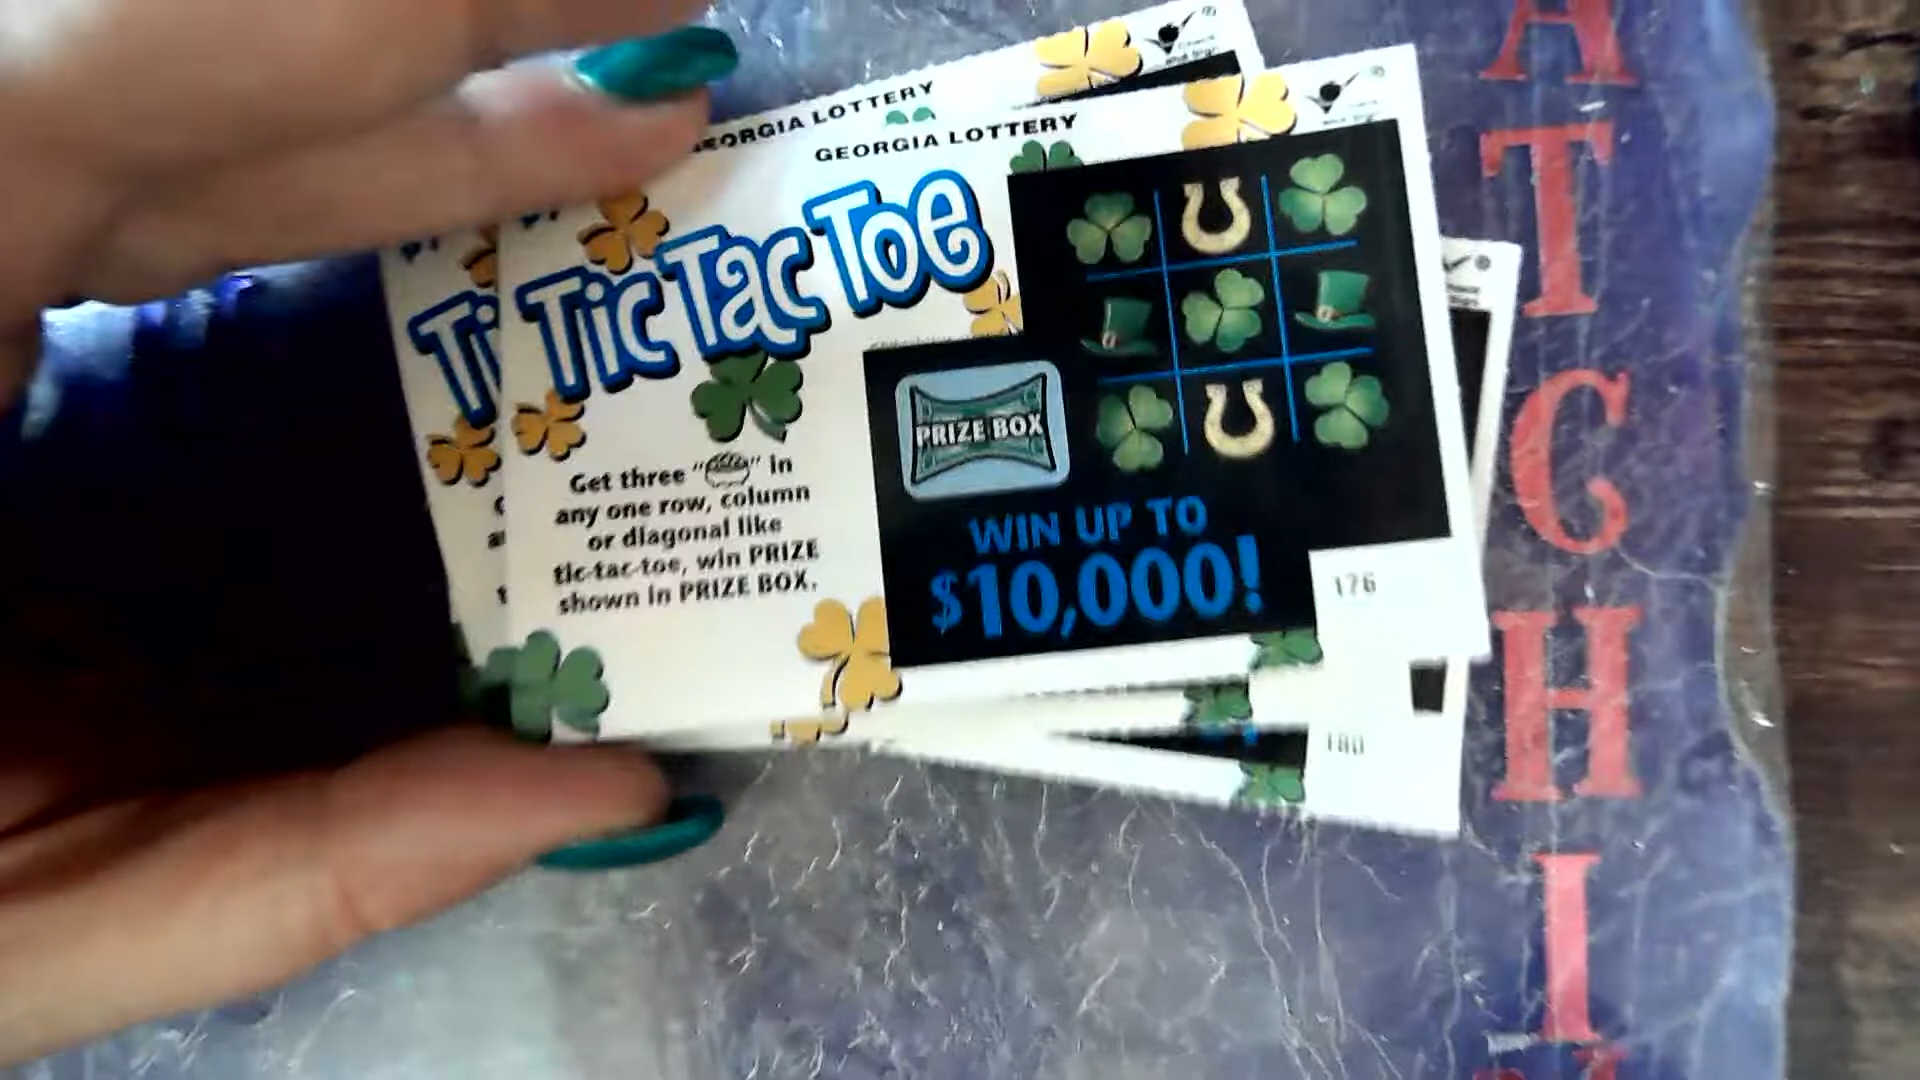 GEORGIA LOTTERY
GEORGIA LOTTERY
Tic Tac Toe
Get three " " in
any one row, column
or diagonal like
tic-tac-toe, win PRIZE
shown in PRIZE BOX.
PRIZE BOX
WIN UP TO
$10,000!
176
180
Ti
A
T
C
H
I